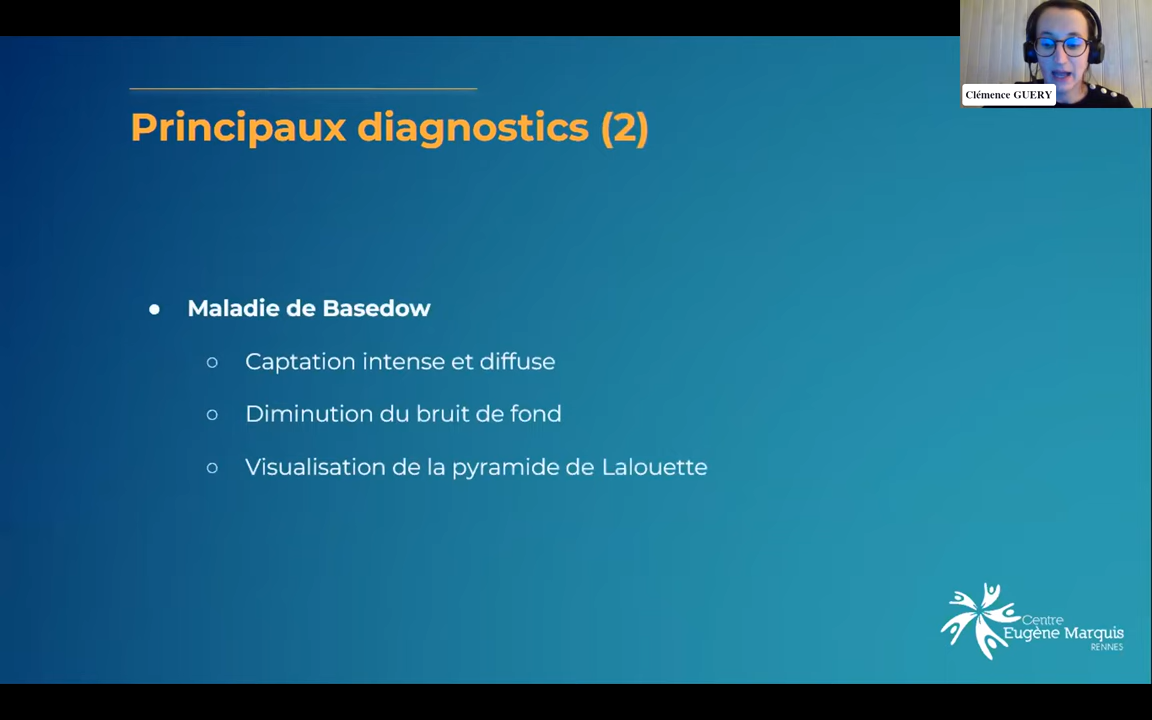 Clémence GUERY
Principaux diagnostics (2)
● Maladie de Basedow
○ Captation intense et diffuse
○ Diminution du bruit de fond
○ Visualisation de la pyramide de Lalouette
Centre
Eugène Marquis
RENNES